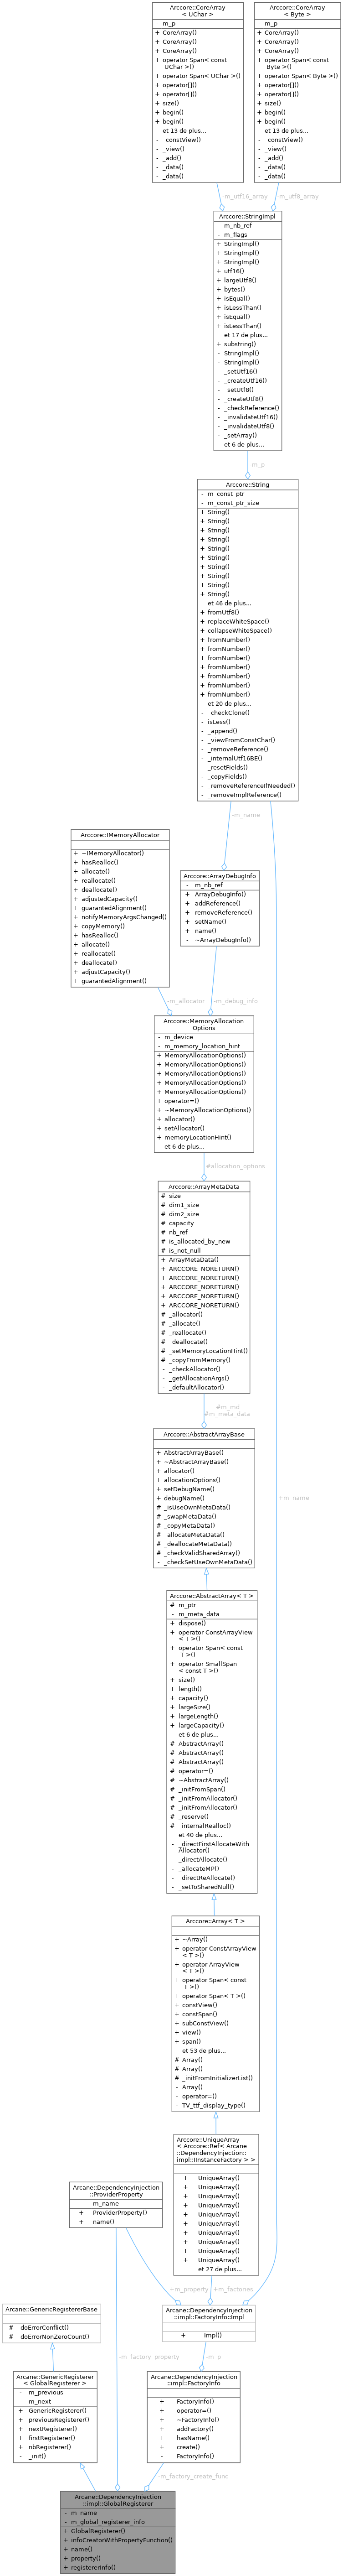 Arccore::CoreArray
< UChar >
- m_p
+ CoreArray()
+ CoreArray()
+ CoreArray()
+ operator Span< const
UChar >()
+ operator Span< UChar >()
+ operator[]()
+ operator[]()
+ size()
+ begin()
+ begin()
et 13 de plus...
- _constView()
- _view()
- _add()
- _data()
- _data()
Arccore::CoreArray
< Byte >
- m_p
+ CoreArray()
+ CoreArray()
+ CoreArray()
+ operator Span< const
Byte >()
+ operator Span< Byte >()
+ operator[]()
+ operator[]()
+ size()
+ begin()
+ begin()
et 13 de plus...
- _constView()
- _view()
- _add()
- _data()
- _data()
-m_utf16_array
-m_utf8_array
Arccore::StringImpl
- m_nb_ref
- m_flags
+ StringImpl()
+ StringImpl()
+ StringImpl()
+ utf16()
+ largeUtf8()
+ bytes()
+ isEqual()
+ isLessThan()
+ isEqual()
+ isLessThan()
et 17 de plus...
+ substring()
- StringImpl()
- StringImpl()
- _setUtf16()
- _createUtf16()
- _setUtf8()
- _createUtf8()
- _checkReference()
- _invalidateUtf16()
- _invalidateUtf8()
- _setArray()
et 6 de plus...
-m_p
Arccore::String
- m_const_ptr
- m_const_ptr_size
+ String()
+ String()
+ String()
+ String()
+ String()
+ String()
+ String()
+ String()
+ String()
+ String()
et 46 de plus...
+ fromUtf8()
+ replaceWhiteSpace()
+ collapseWhiteSpace()
+ fromNumber()
+ fromNumber()
+ fromNumber()
+ fromNumber()
+ fromNumber()
+ fromNumber()
+ fromNumber()
et 20 de plus...
- _checkClone()
- isLess()
- _append()
- _viewFromConstChar()
- _removeReference()
- _internalUtf16BE()
- _resetFields()
- _copyFields()
- _removeReferenceIfNeeded()
- _removeImplReference()
-m_name
Arccore::IMemoryAllocator
+ ~IMemoryAllocator()
+ hasRealloc()
+ allocate()
+ reallocate()
+ deallocate()
+ adjustedCapacity()
+ guarantedAlignment()
+ notifyMemoryArgsChanged()
+ copyMemory()
+ hasRealloc()
+ allocate()
+ reallocate()
+ deallocate()
+ adjustCapacity()
+ guarantedAlignment()
Arccore::ArrayDebugInfo
- m_nb_ref
+ ArrayDebugInfo()
+ addReference()
+ removeReference()
+ setName()
+ name()
- ~ArrayDebugInfo()
-m_allocator
-m_debug_info
Arccore::MemoryAllocation
Options
- m_device
- m_memory_location_hint
+ MemoryAllocationOptions()
+ MemoryAllocationOptions()
+ MemoryAllocationOptions()
+ MemoryAllocationOptions()
+ MemoryAllocationOptions()
+ operator=()
+ ~MemoryAllocationOptions()
+ allocator()
+ setAllocator()
+ memoryLocationHint()
et 6 de plus...
#allocation_options
Arccore::ArrayMetaData
# size
# dim1_size
# dim2_size
# capacity
# nb_ref
# is_allocated_by_new
# is_not_null
+ ArrayMetaData()
+ ARCCORE_NORETURN()
+ ARCCORE_NORETURN()
+ ARCCORE_NORETURN()
+ ARCCORE_NORETURN()
+ ARCCORE_NORETURN()
# _allocator()
# _allocate()
# _reallocate()
# _deallocate()
# _setMemoryLocationHint()
# _copyFromMemory()
- _checkAllocator()
- _getAllocationArgs()
- _defaultAllocator()
#m_md
#m_meta_data
Arccore::AbstractArrayBase
+ AbstractArrayBase()
+ ~AbstractArrayBase()
+ allocator()
+ allocationOptions()
+ setDebugName()
+ debugName()
# _isUseOwnMetaData()
# _swapMetaData()
# _copyMetaData()
# _allocateMetaData()
# _deallocateMetaData()
# _checkValidSharedArray()
- _checkSetUseOwnMetaData()
+m_name
Arccore::AbstractArray< T >
# m_ptr
- m_meta_data
+ dispose()
+ operator ConstArrayView
< T >()
+ operator Span< const
T >()
+ operator SmallSpan
< const T >()
+ size()
+ length()
+ capacity()
+ largeSize()
+ largeLength()
+ largeCapacity()
et 6 de plus...
# AbstractArray()
# AbstractArray()
# AbstractArray()
# operator=()
# ~AbstractArray()
# _initFromSpan()
# _initFromAllocator()
# _initFromAllocator()
# _reserve()
# _internalRealloc()
et 40 de plus...
- _directFirstAllocateWith
Allocator()
- _directAllocate()
- _allocateMP()
- _directReAllocate()
- _setToSharedNull()
Arccore::Array< T >
+ ~Array()
+ operator ConstArrayView
< T >()
+ operator ArrayView
< T >()
+ operator Span< const
T >()
+ operator Span< T >()
+ constView()
+ constSpan()
+ subConstView()
+ view()
+ span()
et 53 de plus...
# Array()
# Array()
# _initFromInitializerList()
- Array()
- operator=()
- TV_ttf_display_type()
Arccore::UniqueArray
< Arccore::Ref< Arcane
::DependencyInjection::
impl::IInstanceFactory > >
+ UniqueArray()
+ UniqueArray()
+ UniqueArray()
+ UniqueArray()
+ UniqueArray()
+ UniqueArray()
+ UniqueArray()
+ UniqueArray()
+ UniqueArray()
+ UniqueArray()
et 27 de plus...
Arcane::DependencyInjection
::ProviderProperty
- m_name
+ ProviderProperty()
+ name()
+m_property
+m_factories
Arcane::DependencyInjection
::impl::FactoryInfo::Impl
+ Impl()
Arcane::GenericRegistererBase
# doErrorConflict()
# doErrorNonZeroCount()
-m_factory_property
-m_p
Arcane::GenericRegisterer
< GlobalRegisterer >
- m_previous
- m_next
+ GenericRegisterer()
+ previousRegisterer()
+ nextRegisterer()
+ firstRegisterer()
+ nbRegisterer()
- _init()
Arcane::DependencyInjection
::impl::FactoryInfo
+ FactoryInfo()
+ operator=()
+ ~FactoryInfo()
+ addFactory()
+ hasName()
+ create()
- FactoryInfo()
-m_factory_create_func
Arcane::DependencyInjection
::impl::GlobalRegisterer
- m_name
- m_global_registerer_info
+ GlobalRegisterer()
+ infoCreatorWithPropertyFunction()
+ name()
+ property()
+ registererInfo()